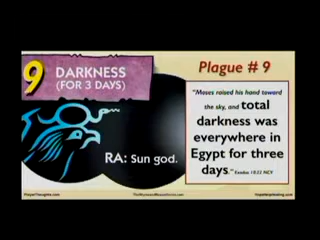 9
DARKNESS
(FOR 3 DAYS)
RA: Sun god.
Plague # 9
"Moses raised his hand toward
the sky, and total
darkness was
everywhere in
Egypt for three
days." Exodus 10:22 NCV